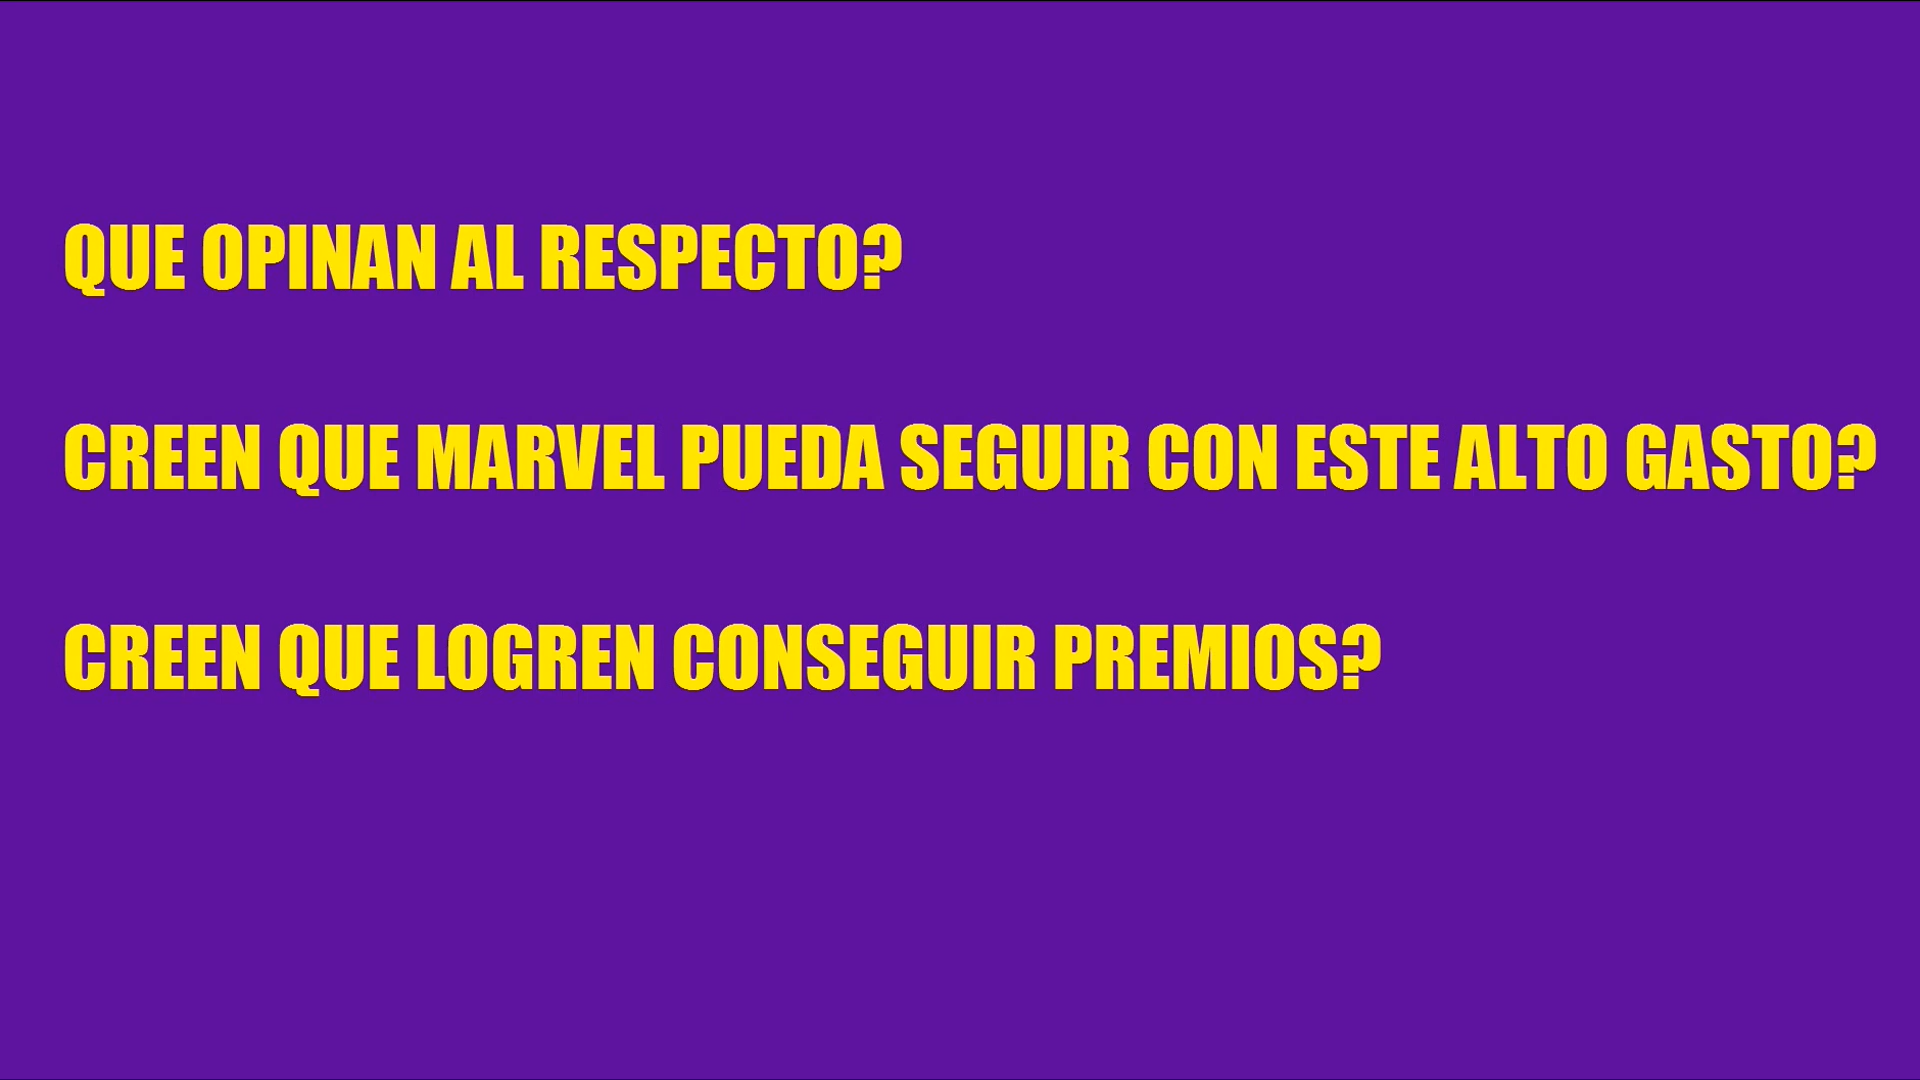 QUE OPINAN AL RESPECTO?
CREEN QUE MARVEL PUEDA SEGUIR CON ESTE ALTO GASTO?
CREEN QUE LOGREN CONSEGUIR PREMIOS?